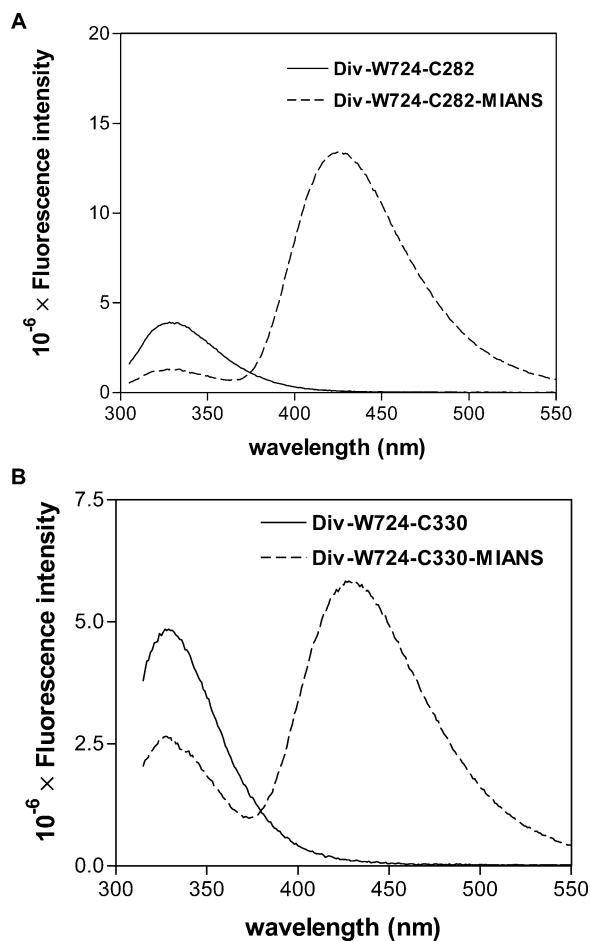 A
20
15
10
5
0
300
350
400
450
500
550
10-6 × Fluorescence intensity
wavelength (nm)
Div-W724-C282
Div-W724-C282-MIANS
B
7.5
5.0
2.5
0.0
300
350
400
450
500
550
10-6 × Fluorescence intensity
wavelength (nm)
Div-W724-C330
Div-W724-C330-MIANS